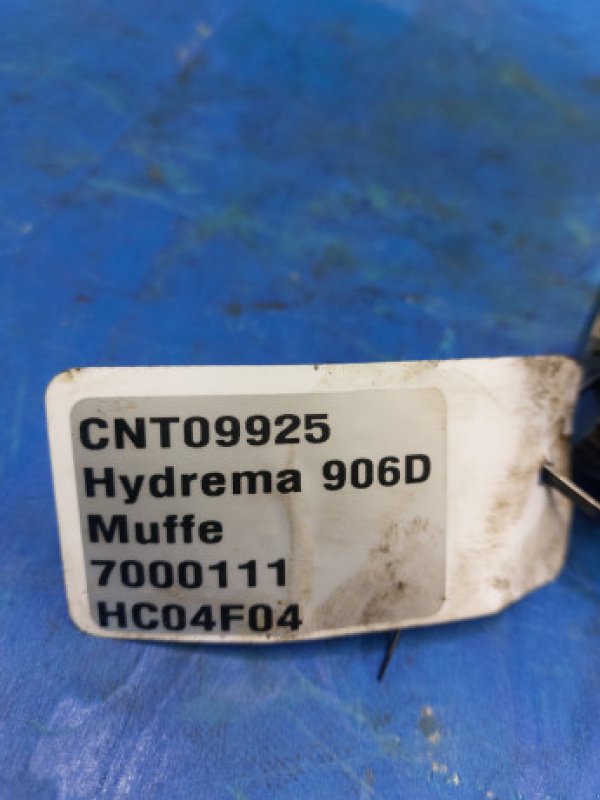 CNT09925
Hydrema 906D
Muffe
7000111
HC04F04